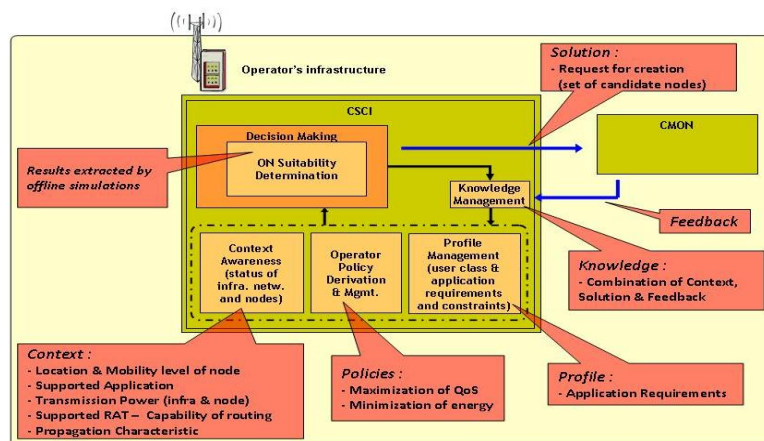 Operator's infrastructure
Solution :
- Request for creation
(set of candidate nodes)
CSCI
CMON
Decision Making
ON Suitability
Determination
Results extracted by
offline simulations
Knowledge
Management
Feedback
Context
Awareness
(status of
infra. netw.
and nodes)
Operator
Policy
Derivation
& Mgmt.
Profile
Management
(user class &
application
requirements
and constraints)
Knowledge :
- Combination of Context,
Solution & Feedback
Context :
- Location & Mobility level of node
- Supported Application
- Transmission Power (infra & node)
- Supported RAT – Capability of routing
- Propagation Characteristic
Policies :
- Maximization of QoS
- Minimization of energy
Profile :
- Application Requirements